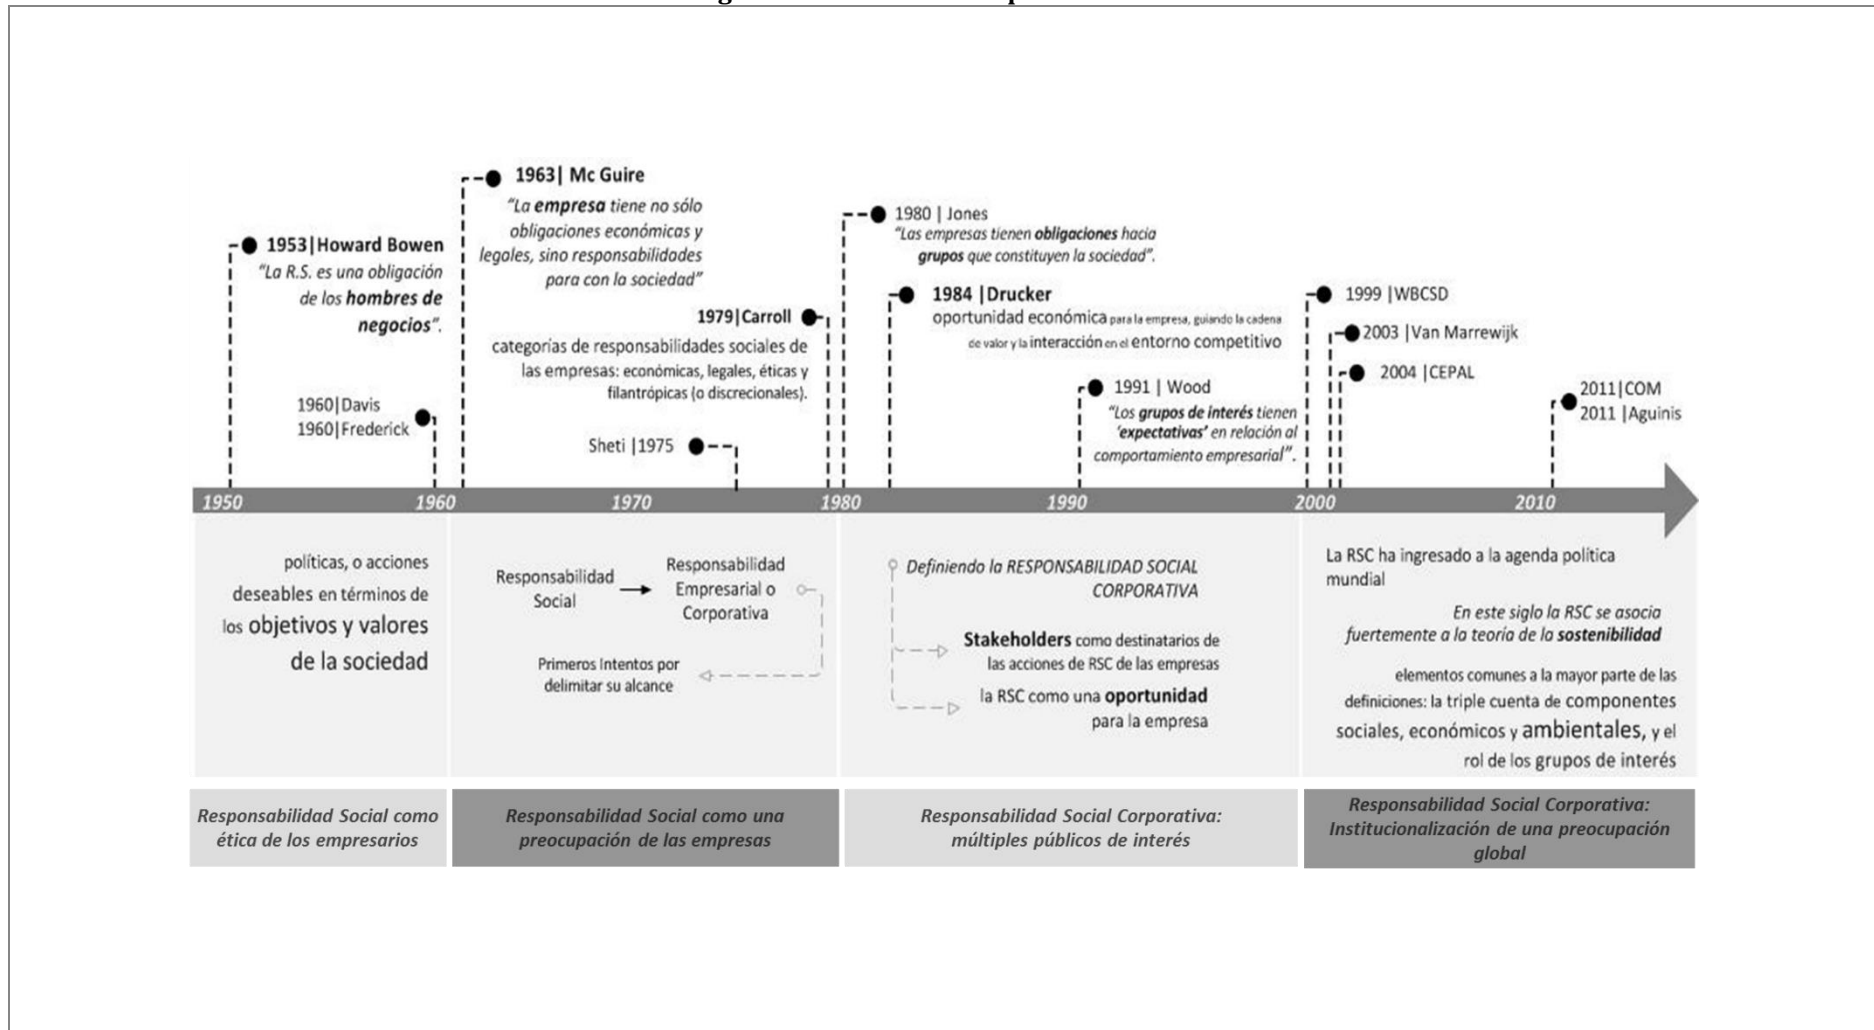 1963| Mc Guire
"La empresa tiene no sólo
obligaciones económicas y
legales, sino responsabilidades
para con la sociedad"
1953|Howard Bowen
"La R.S. es una obligación
de los hombres de
negocios".
1979|Carroll
categorías de responsabilidades sociales de
las empresas: económicas, legales, éticas y
filantrópicas (o discrecionales).
1960|Davis
1960|Frederick
Sheti |1975
1980 | Jones
"Las empresas tienen obligaciones hacia
grupos que constituyen la sociedad".
1984 |Drucker
oportunidad económica para la empresa, guiando la cadena
de valor y la interacción en el entorno competitivo
1991 | Wood
"Los grupos de interés tienen
'expectativas' en relación al
comportamiento empresarial".
1999 |WBCSD
2003 |Van Marrewijk
2004 |CEPAL
2011|COM
2011 |Aguinis
1950 1960 1970 1980 1990 2000 2010
políticas, o acciones
deseables en términos de
los objetivos y valores
de la sociedad
Responsabilidad
Social
Responsabilidad
Empresarial o
Corporativa
Primeros Intentos por
delimitar su alcance
Definiendo la RESPONSABILIDAD SOCIAL
CORPORATIVA
Stakeholders como destinatarios de
las acciones de RSC de las empresas
la RSC como una oportunidad
para la empresa
La RSC ha ingresado a la agenda política
mundial
En este siglo la RSC se asocia
fuertemente a la teoría de la sostenibilidad
elementos comunes a la mayor parte de las
definiciones: la triple cuenta de componentes
sociales, económicos y ambientales, y el
rol de los grupos de interés
Responsabilidad Social como
ética de los empresarios
Responsabilidad Social como una
preocupación de las empresas
Responsabilidad Social Corporativa:
múltiples públicos de interés
Responsabilidad Social Corporativa:
Institucionalización de una preocupación
global